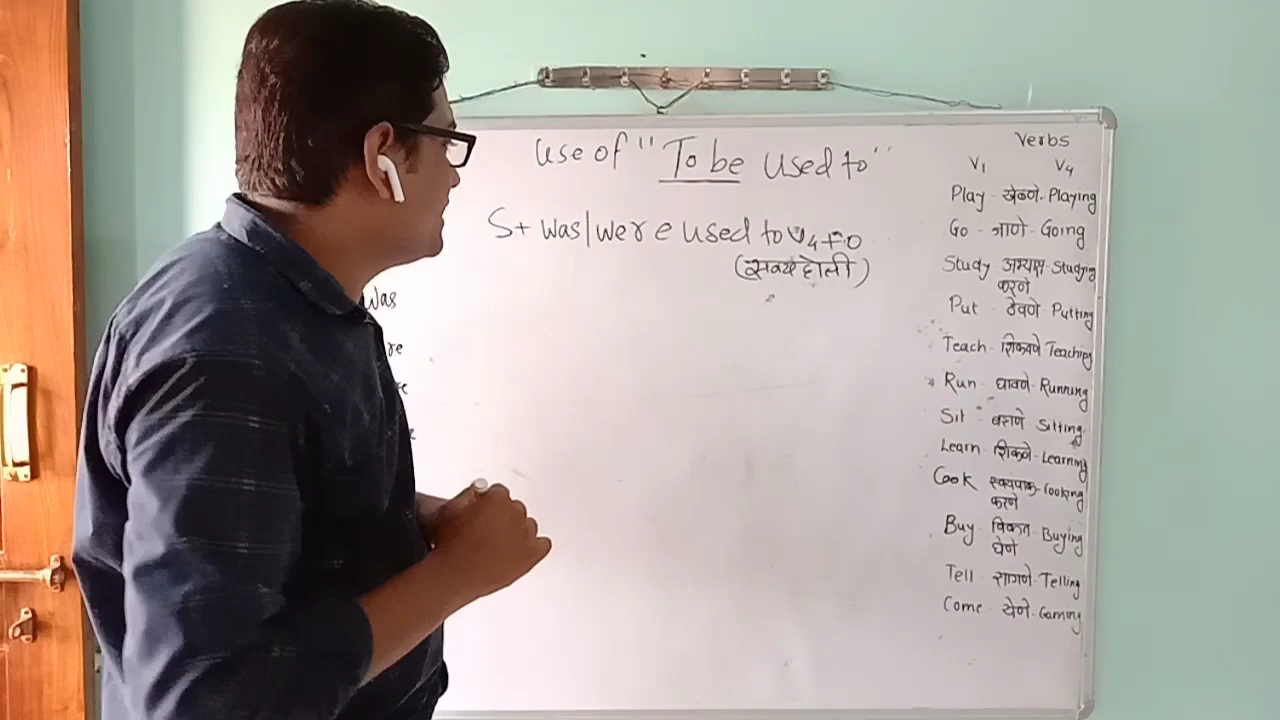 Use of "To be used to"
S+ was/were used to V4+O
(सवय होती)
Was
re
Verbs
V1 V4
Play - खेळणे - Playing
Go - जाणे - Going
Study अभ्यास - Studying
करणे
Put - ठेवणे - Putting
Teach - शिकवणे - Teaching
Run - धावणे - Running
Sit - बसणे - Sitting
Learn - शिकणे - Learning
Cook स्वयपाक - Cooking
करणे
Buy - विकत - Buying
घेणे
Tell - सागणे - Telling
Come - येणे - Coming